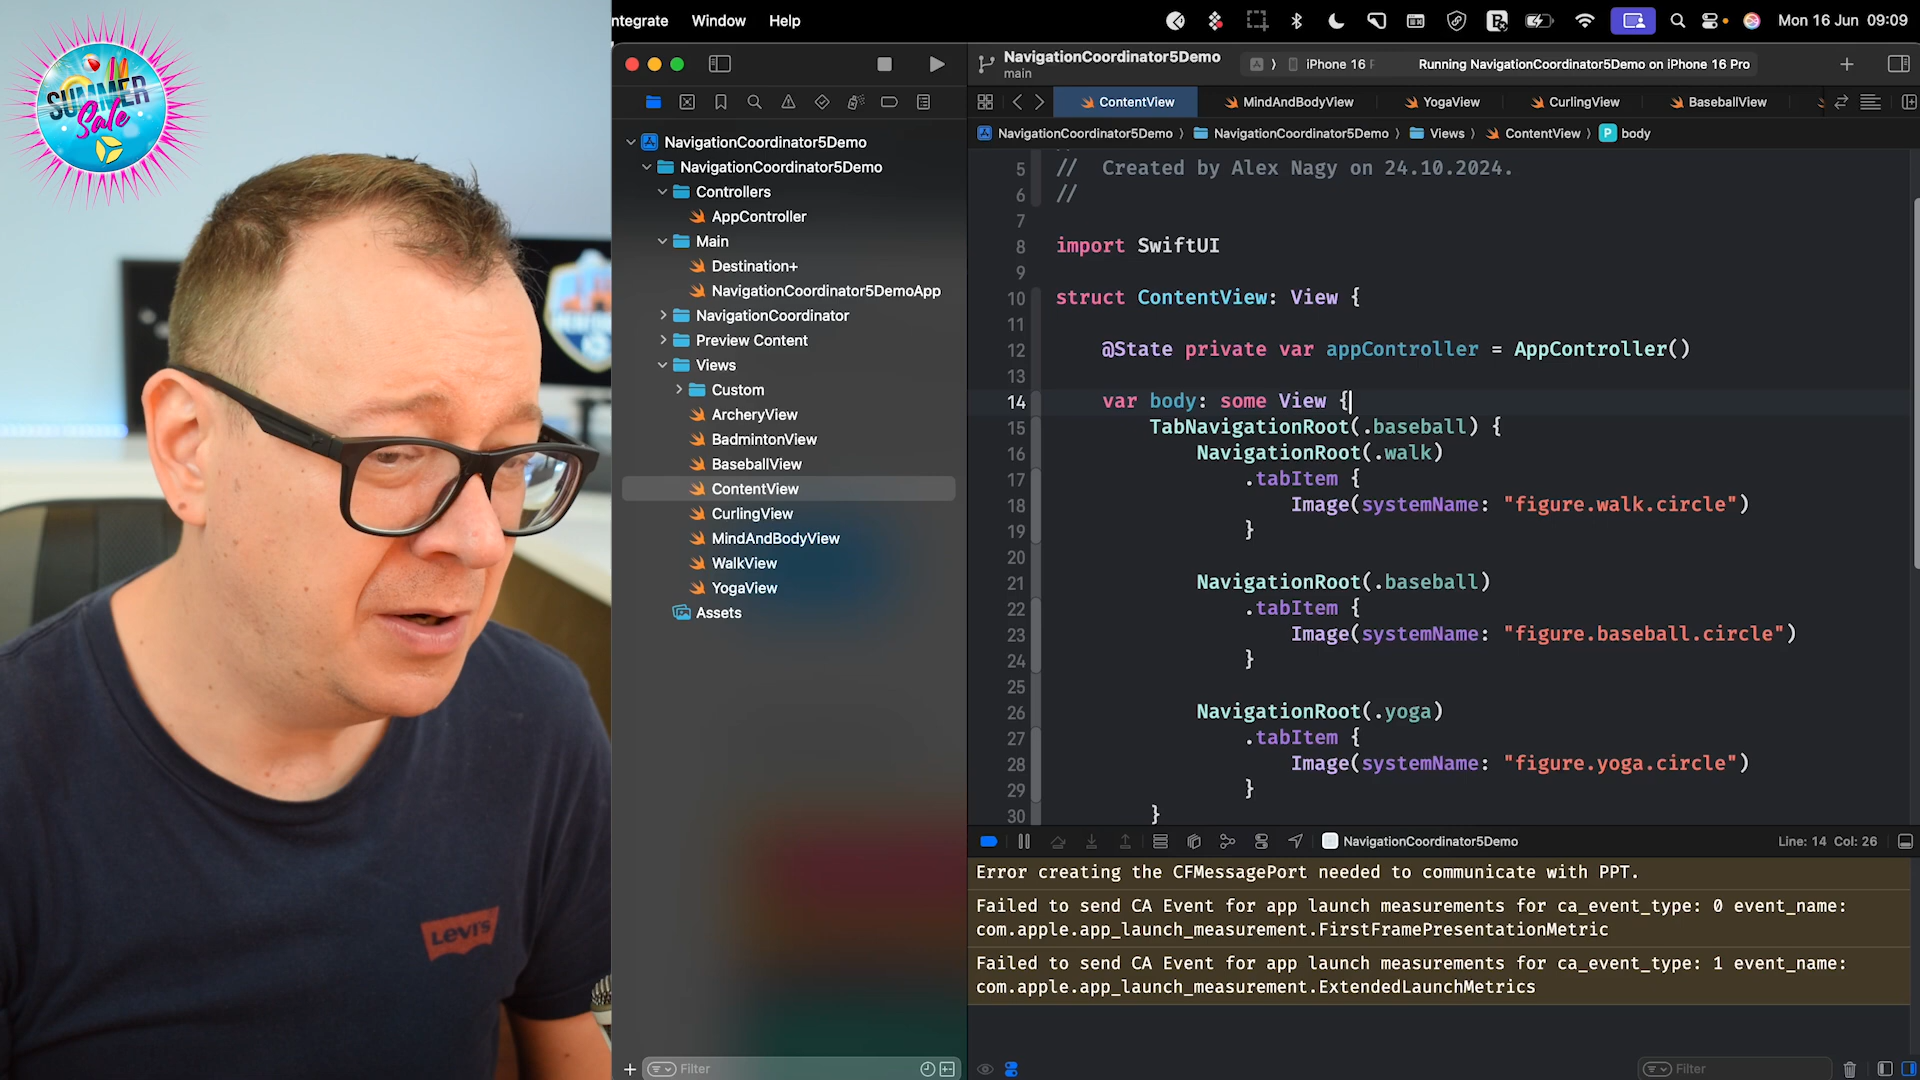 SUMMER
Sale
ntegrate Window Help
Mon 16 Jun 09:09
NavigationCoordinator5Demo
main
iPhone 16 P
Running NavigationCoordinator5Demo on iPhone 16 Pro
ContentView
MindAndBodyView
YogaView
CurlingView
BaseballView
NavigationCoordinator5Demo
NavigationCoordinator5Demo
Views
ContentView
P body
NavigationCoordinator5Demo
NavigationCoordinator5Demo
Controllers
AppController
Main
Destination+
NavigationCoordinator5DemoApp
NavigationCoordinator
Preview Content
Views
Custom
ArcheryView
BadmintonView
BaseballView
ContentView
CurlingView
MindAndBodyView
WalkView
YogaView
Assets
Filter
5 // Created by Alex Nagy on 24.10.2024.
6 //
7
8 import SwiftUI
9
10 struct ContentView: View {
11
12 @State private var appController = AppController()
13
14 var body: some View {
15 TabNavigationRoot(.baseball) {
16 NavigationRoot(.walk)
17 .tabItem {
18 Image(systemName: "figure.walk.circle")
19 }
20
21 NavigationRoot(.baseball)
22 .tabItem {
23 Image(systemName: "figure.baseball.circle")
24 }
25
26 NavigationRoot(.yoga)
27 .tabItem {
28 Image(systemName: "figure.yoga.circle")
29 }
30 }
NavigationCoordinator5Demo
Line: 14 Col: 26
Error creating the CFMessagePort needed to communicate with PPT.
Failed to send CA Event for app launch measurements for ca_event_type: 0 event_name:
com.apple.app_launch_measurement.FirstFramePresentationMetric
Failed to send CA Event for app launch measurements for ca_event_type: 1 event_name:
com.apple.app_launch_measurement.ExtendedLaunchMetrics
Filter
Levi's